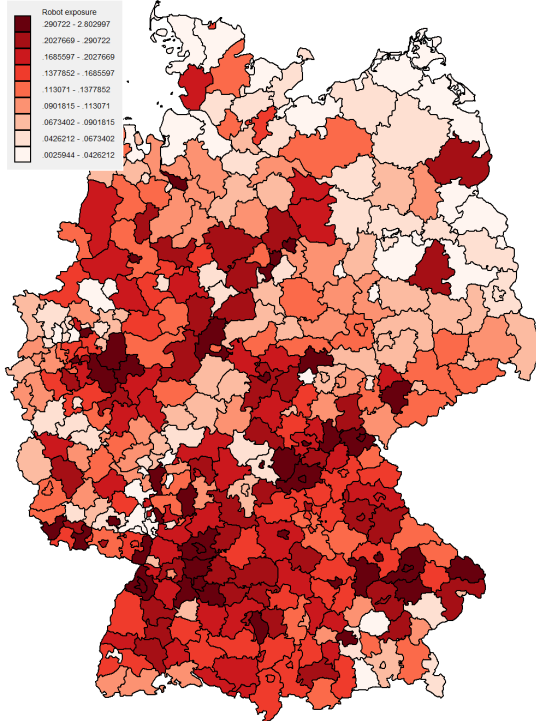 Robot exposure
.290722 - 2.802997
.2027669 - .290722
.1685597 - .2027669
.1377852 - .1685597
.113071 - .1377852
.0901815 - .113071
.0673402 - .0901815
.0426212 - .0673402
.0025944 - .0426212